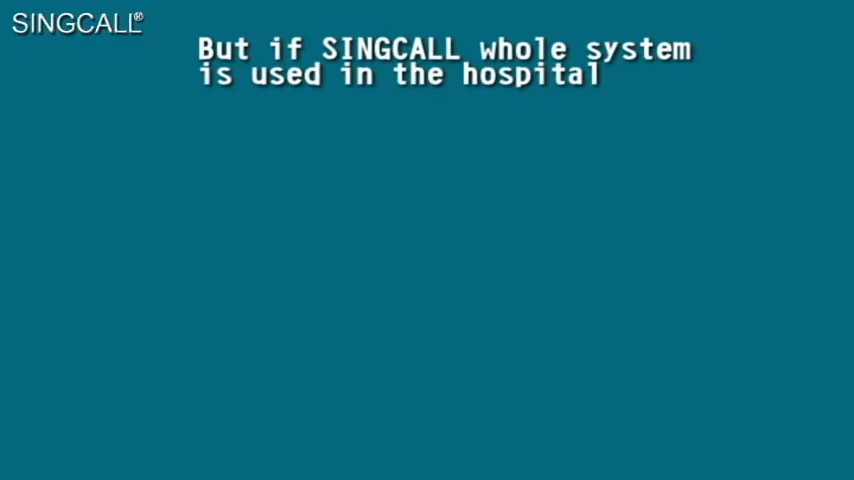 SINGCALL®
But if SINGCALL whole system
is used in the hospital